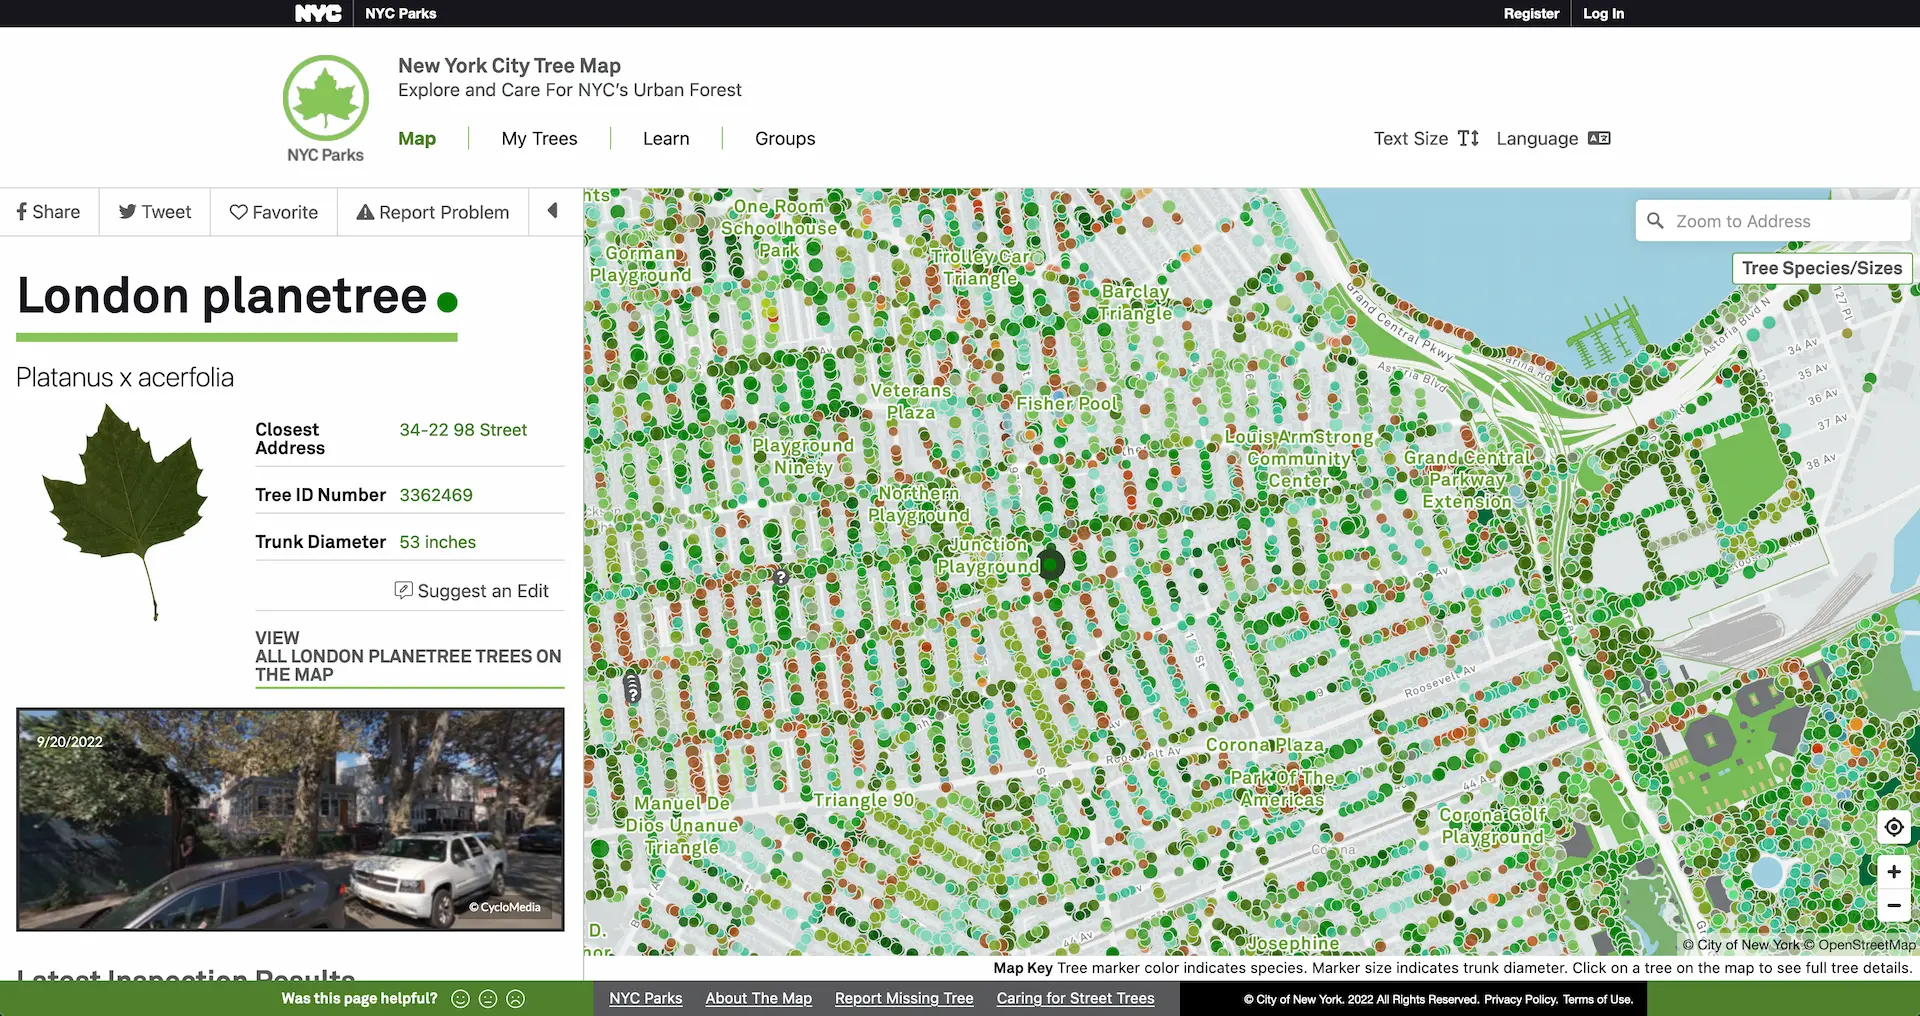 NYC
NYC Parks
Register
Log In
NYC Parks
New York City Tree Map
Explore and Care For NYC's Urban Forest
Map
My Trees
Learn
Groups
Text Size
Language
Share
Tweet
Favorite
Report Problem
London planetree
Platanus x acerfolia
Closest
Address
34-22 98 Street
Tree ID Number
3362469
Trunk Diameter
53 inches
Suggest an Edit
VIEW
ALL LONDON PLANETREE TREES ON
THE MAP
9/20/2022
© CycloMedia
Latest Inspection Results
Zoom to Address
Tree Species/Sizes
One Room
Schoolhouse
Park
Gorman
Playground
Trolley Car
Triangle
Barclay
Triangle
Grand Central Pkwy
Astoria Blvd
Astoria Blvd N
127 Pl
34 Av
35 Av
36 Av
37 Av
38 Av
Veterans
Plaza
Fisher Pool
Playground
Ninety
Louis Armstrong
Community
Center
Grand Central
Parkway
Extension
Northern
Playground
Junction
Playground
Roosevelt Av
Corona Plaza
Park Of The
Americas
44 Av
Triangle 90
Manuel De
Dios Unanue
Triangle
Corona Golf
Playground
Corona
44 Av
Josephine
© City of New York © OpenStreetMap
Map Key Tree marker color indicates species. Marker size indicates trunk diameter. Click on a tree on the map to see full tree details.
Was this page helpful?
NYC Parks
About The Map
Report Missing Tree
Caring for Street Trees
© City of New York. 2022 All Rights Reserved. Privacy Policy. Terms of Use.